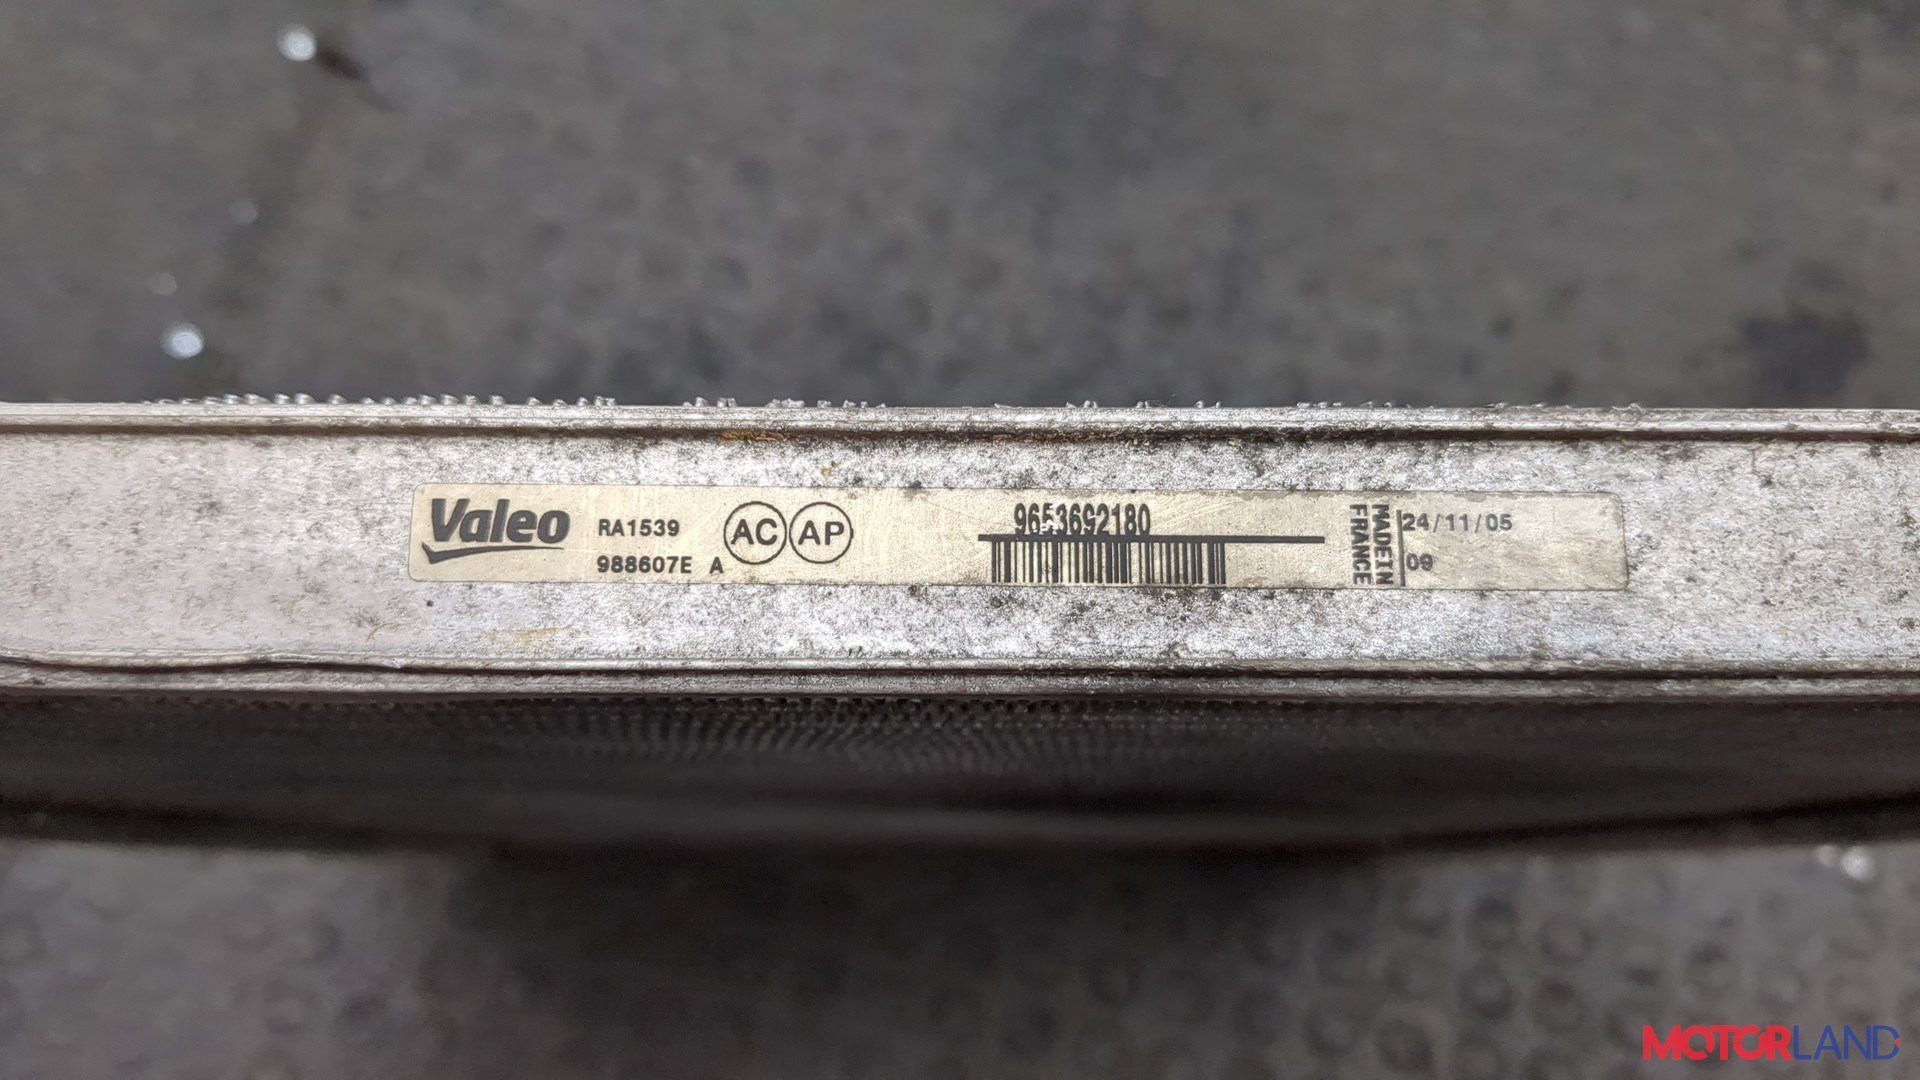 Valeo
RA1539
988607E A
AC AP
9653692180
MADE IN
FRANCE
24/11/05
09
MOTORLAND